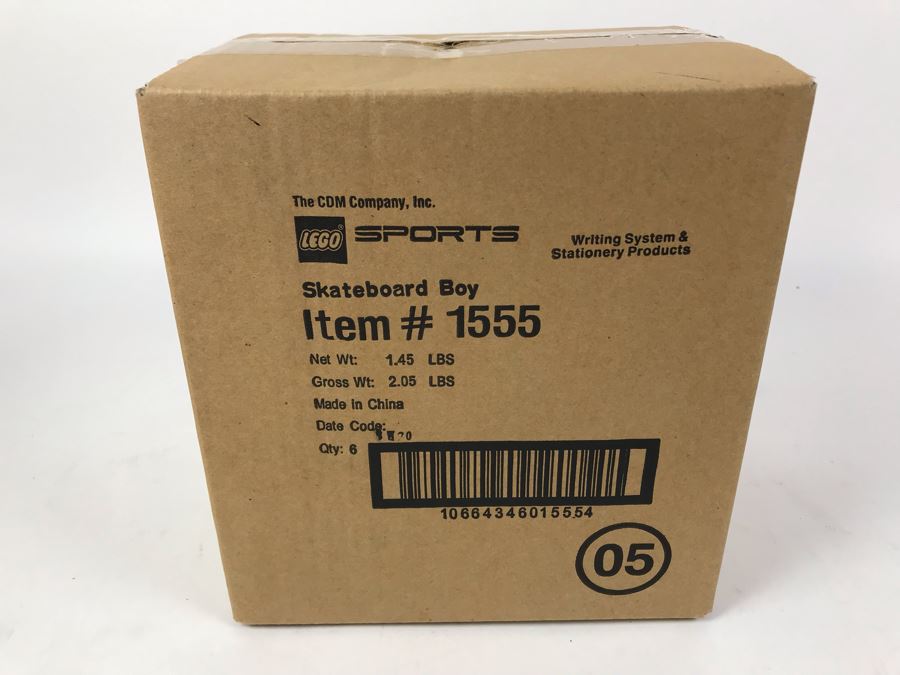 The CDM Company, Inc.
LEGO® SPORTS
Writing System &
Stationery Products
Skateboard Boy
Item # 1555
Net Wt: 1.45 LBS
Gross Wt: 2.05 LBS
Made in China
Date Code:
Qty: 6
10664346015554
05